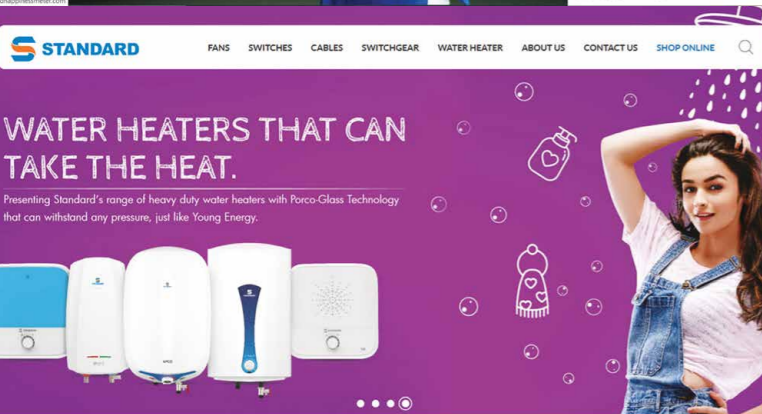 STANDARD
FANS SWITCHES CABLES SWITCHGEAR WATER HEATER ABOUT US CONTACT US SHOP ONLINE
WATER HEATERS THAT CAN
TAKE THE HEAT.
Presenting Standard's range of heavy duty water heaters with Porco-Glass Technology
that can withstand any pressure, just like Young Energy.